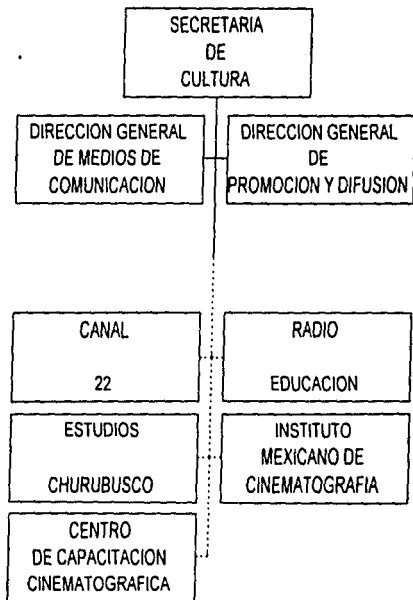 SECRETARIA
DE
CULTURA
DIRECCION GENERAL
DE MEDIOS DE
COMUNICACION
DIRECCION GENERAL
DE
PROMOCION Y DIFUSION
CANAL
22
RADIO
EDUCACION
ESTUDIOS
CHURUBUSCO
INSTITUTO
MEXICANO DE
CINEMATOGRAFIA
CENTRO
DE CAPACITACION
CINEMATOGRAFICA